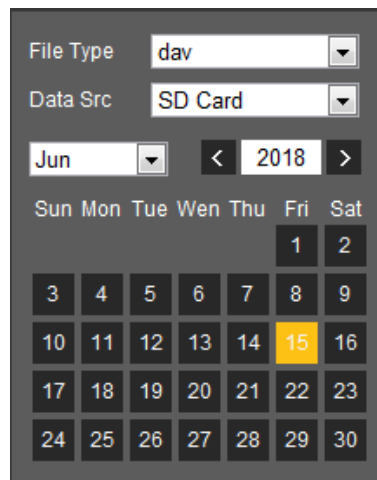 File Type dav
Data Src SD Card
Jun < 2018 >
Sun Mon Tue Wen Thu Fri Sat
1 2
3 4 5 6 7 8 9
10 11 12 13 14 15 16
17 18 19 20 21 22 23
24 25 26 27 28 29 30